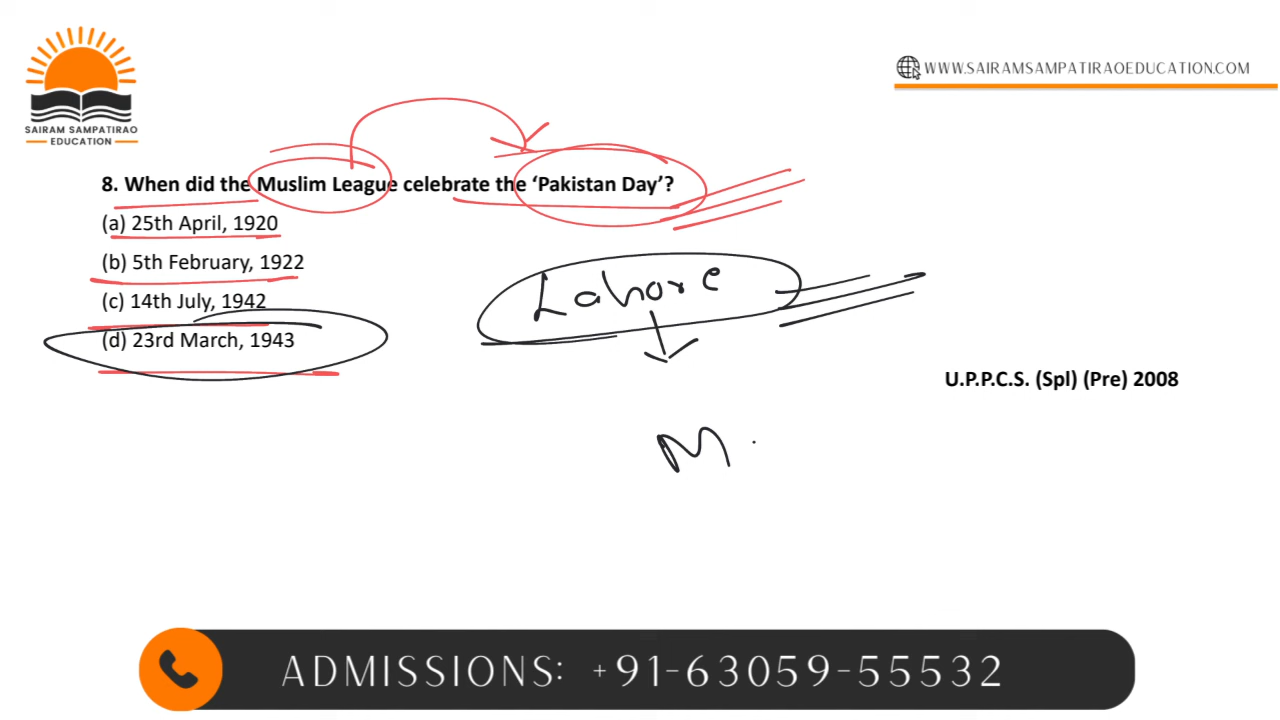 WWW.SAIRAMSAMPATIRAOEDUCATION.COM
SAIRAM SAMPATIRAO
EDUCATION
8. When did the Muslim League celebrate the ‘Pakistan Day’?
(a) 25th April, 1920
(b) 5th February, 1922
(c) 14th July, 1942
(d) 23rd March, 1943
Lahore
U.P.P.C.S. (Spl) (Pre) 2008
M
ADMISSIONS: +91-63059-55532